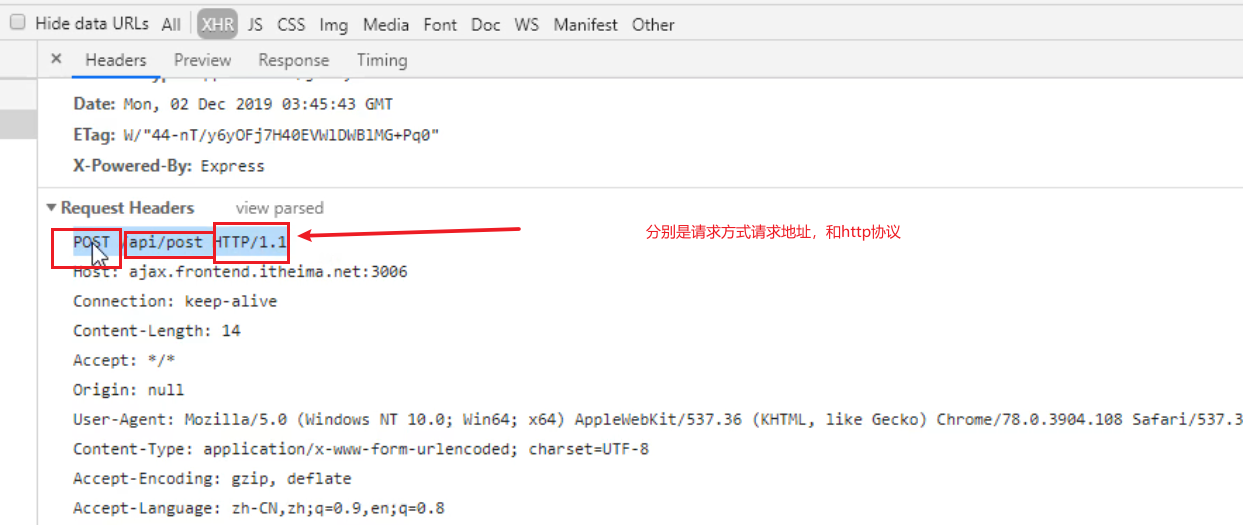 Hide data URLs All XHR JS CSS Img Media Font Doc WS Manifest Other
× Headers Preview Response Timing
Date: Mon, 02 Dec 2019 03:45:43 GMT
ETag: W/"44-nT/y6yOFj7H40EVWlDWBlMG+Pq0"
X-Powered-By: Express
▼Request Headers view parsed
POST /api/post HTTP/1.1 分别是请求方式请求地址，和http协议
Host: ajax.frontend.itheima.net:3006
Connection: keep-alive
Content-Length: 14
Accept: */*
Origin: null
User-Agent: Mozilla/5.0 (Windows NT 10.0; Win64; x64) AppleWebKit/537.36 (KHTML, like Gecko) Chrome/78.0.3904.108 Safari/537.3
Content-Type: application/x-www-form-urlencoded; charset=UTF-8
Accept-Encoding: gzip, deflate
Accept-Language: zh-CN,zh;q=0.9,en;q=0.8